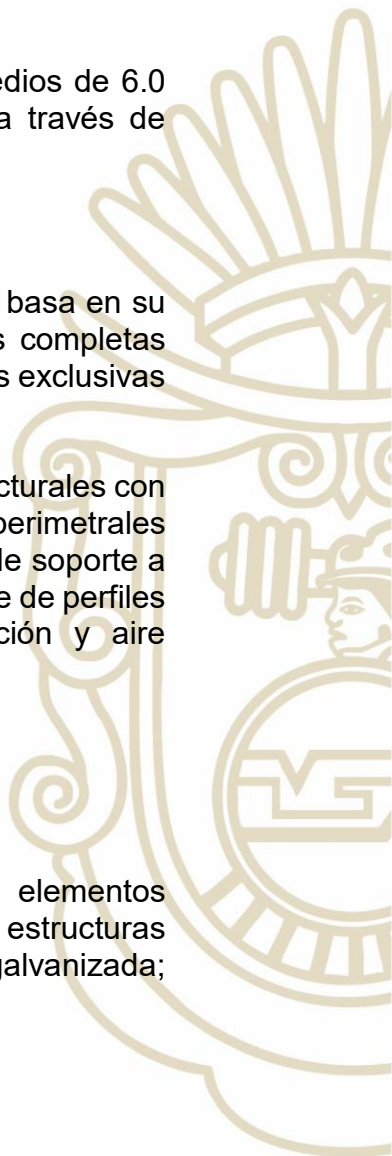 edios de 6.0
a través de
basa en su
s completas
s exclusivas
cturales con
perimetrales
le soporte a
e de perfiles
ción y aire
elementos
estructuras
galvanizada;